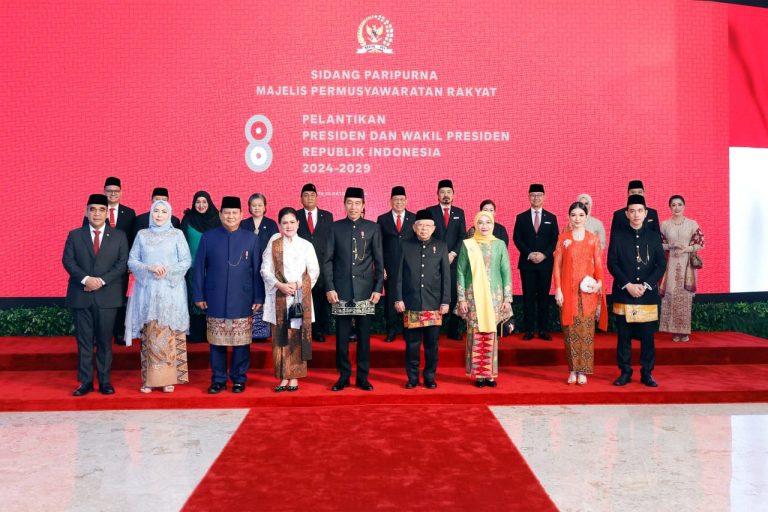 SIDANG PARIPURNA
MAJELIS PERMUSYAWARATAN RAKYAT
PELANTIKAN
PRESIDEN DAN WAKIL PRESIDEN
REPUBLIK INDONESIA
2024-2029